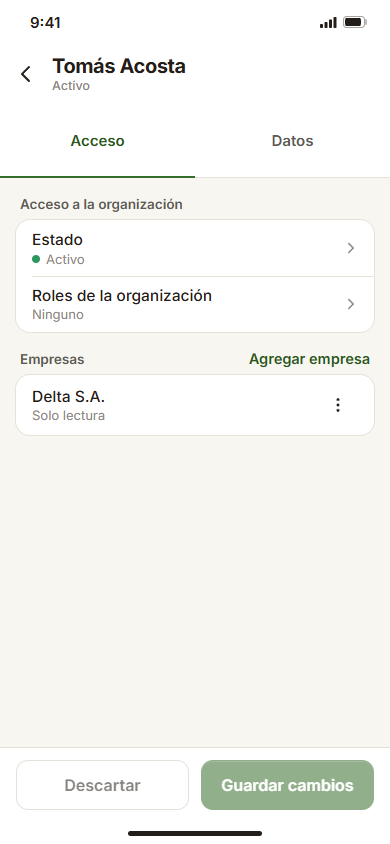 9:41
Tomás Acosta
Activo
Acceso
Datos
Acceso a la organización
Estado
Activo
Roles de la organización
Ninguno
Empresas
Agregar empresa
Delta S.A.
Solo lectura
Descartar
Guardar cambios